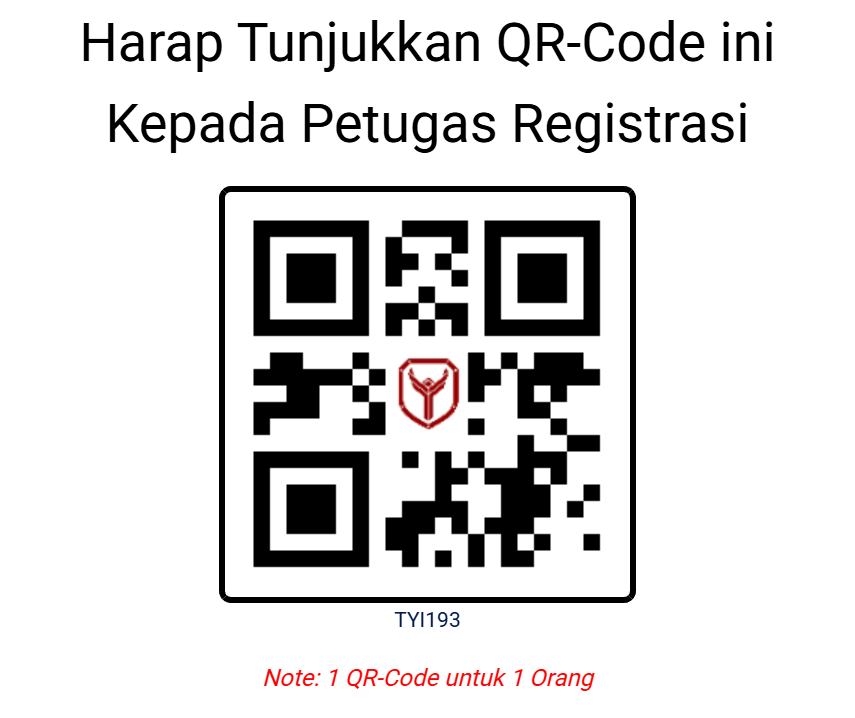 Harap Tunjukkan QR-Code ini
Kepada Petugas Registrasi
TYI193
Note: 1 QR-Code untuk 1 Orang